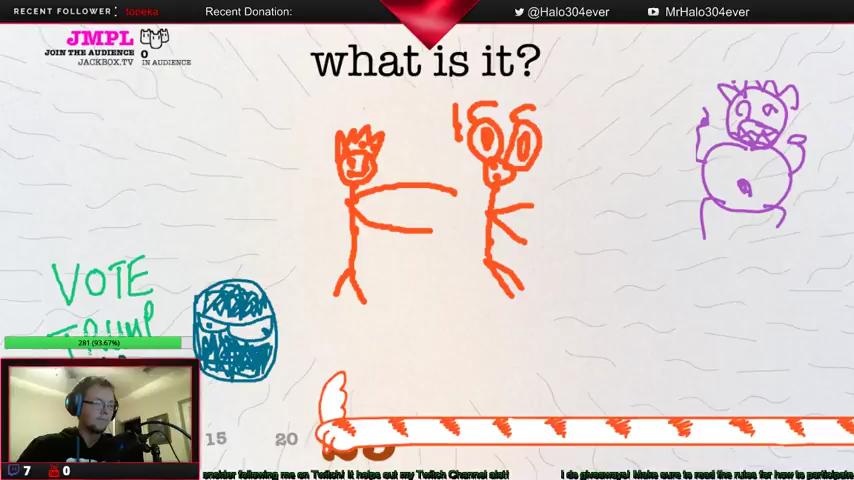 RECENT FOLLOWER topeka Recent Donation: @Halo304ever MrHalo304ever
JMPL
JOIN THE AUDIENCE
JACKBOX.TV
0
IN AUDIENCE
what is it?
VOTE
TRUMP
281 (93.67%)
15 20
7 0
onsider following me on Twitch! It helps out my Twitch Channel alot! I do giveaways! Make sure to read the rules for how to participate